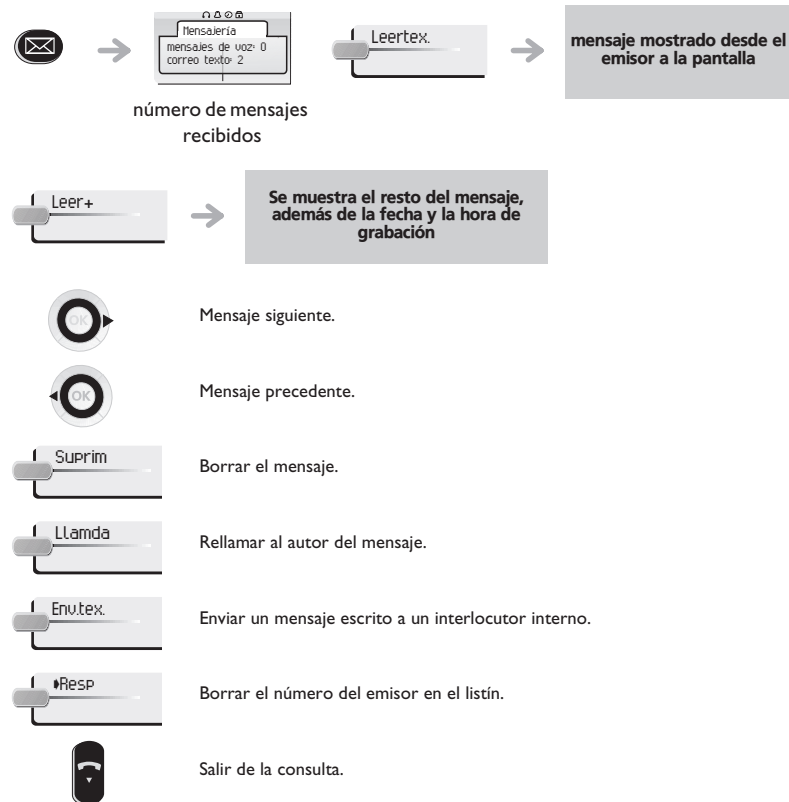 Mensajería
mensajes de voz: 0
correo texto: 2
Leertex.
mensaje mostrado desde el
emisor a la pantalla
número de mensajes
recibidos
Leer+
Se muestra el resto del mensaje,
además de la fecha y la hora de
grabación
OK
Mensaje siguiente.
OK
Mensaje precedente.
Suprim
Borrar el mensaje.
Llamda
Rellamar al autor del mensaje.
Env.tex.
Enviar un mensaje escrito a un interlocutor interno.
Resp
Borrar el número del emisor en el listín.
Salir de la consulta.